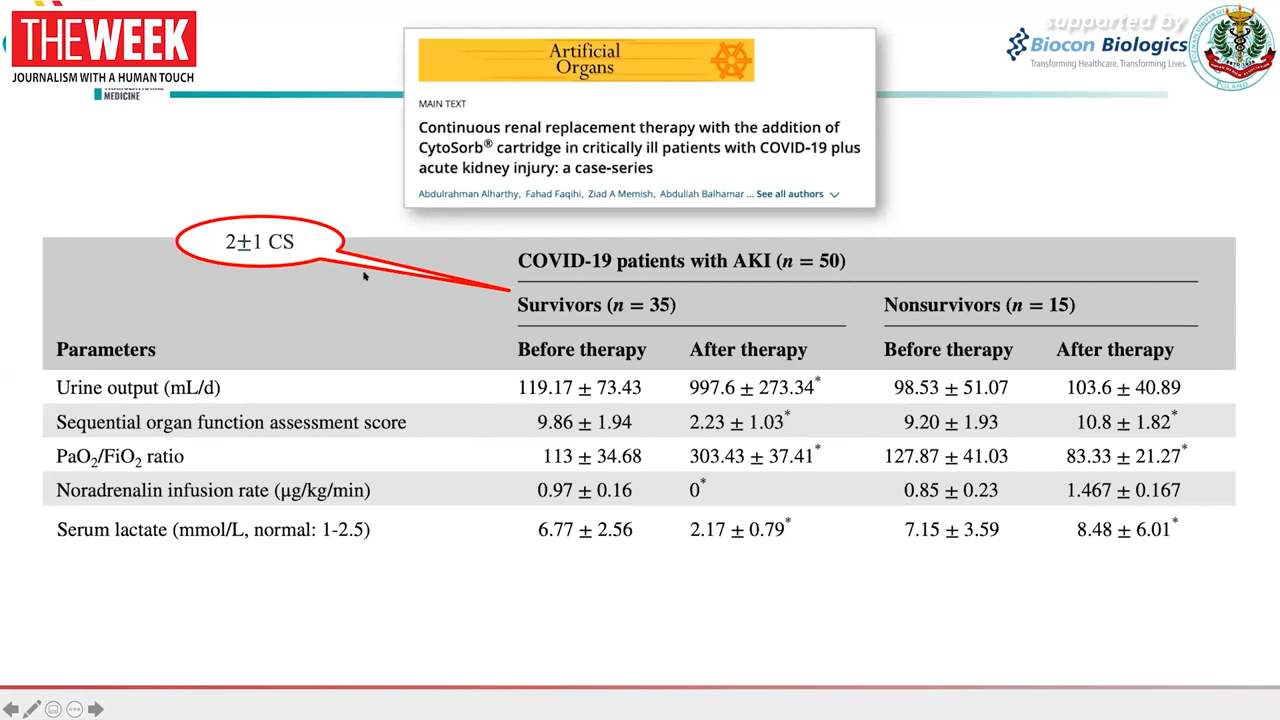 THE WEEK
JOURNALISM WITH A HUMAN TOUCH
MEDICINE
supported by
Biocon Biologics
Transforming Healthcare. Transforming Lives.
POLAND
Artificial
Organs
MAIN TEXT
Continuous renal replacement therapy with the addition of
CytoSorb® cartridge in critically ill patients with COVID-19 plus
acute kidney injury: a case-series
Abdulrahman Alharthy, Fahad Faqihi, Ziad A Memish, Abdullah Balhamar ... See all authors
2±1 CS
COVID-19 patients with AKI (n = 50)
Survivors (n = 35) Nonsurvivors (n = 15)
Parameters Before therapy After therapy Before therapy After therapy
Urine output (mL/d) 119.17 ± 73.43 997.6 ± 273.34* 98.53 ± 51.07 103.6 ± 40.89
Sequential organ function assessment score 9.86 ± 1.94 2.23 ± 1.03* 9.20 ± 1.93 10.8 ± 1.82*
PaO₂/FiO₂ ratio 113 ± 34.68 303.43 ± 37.41* 127.87 ± 41.03 83.33 ± 21.27*
Noradrenalin infusion rate (μg/kg/min) 0.97 ± 0.16 0* 0.85 ± 0.23 1.467 ± 0.167
Serum lactate (mmol/L, normal: 1-2.5) 6.77 ± 2.56 2.17 ± 0.79* 7.15 ± 3.59 8.48 ± 6.01*